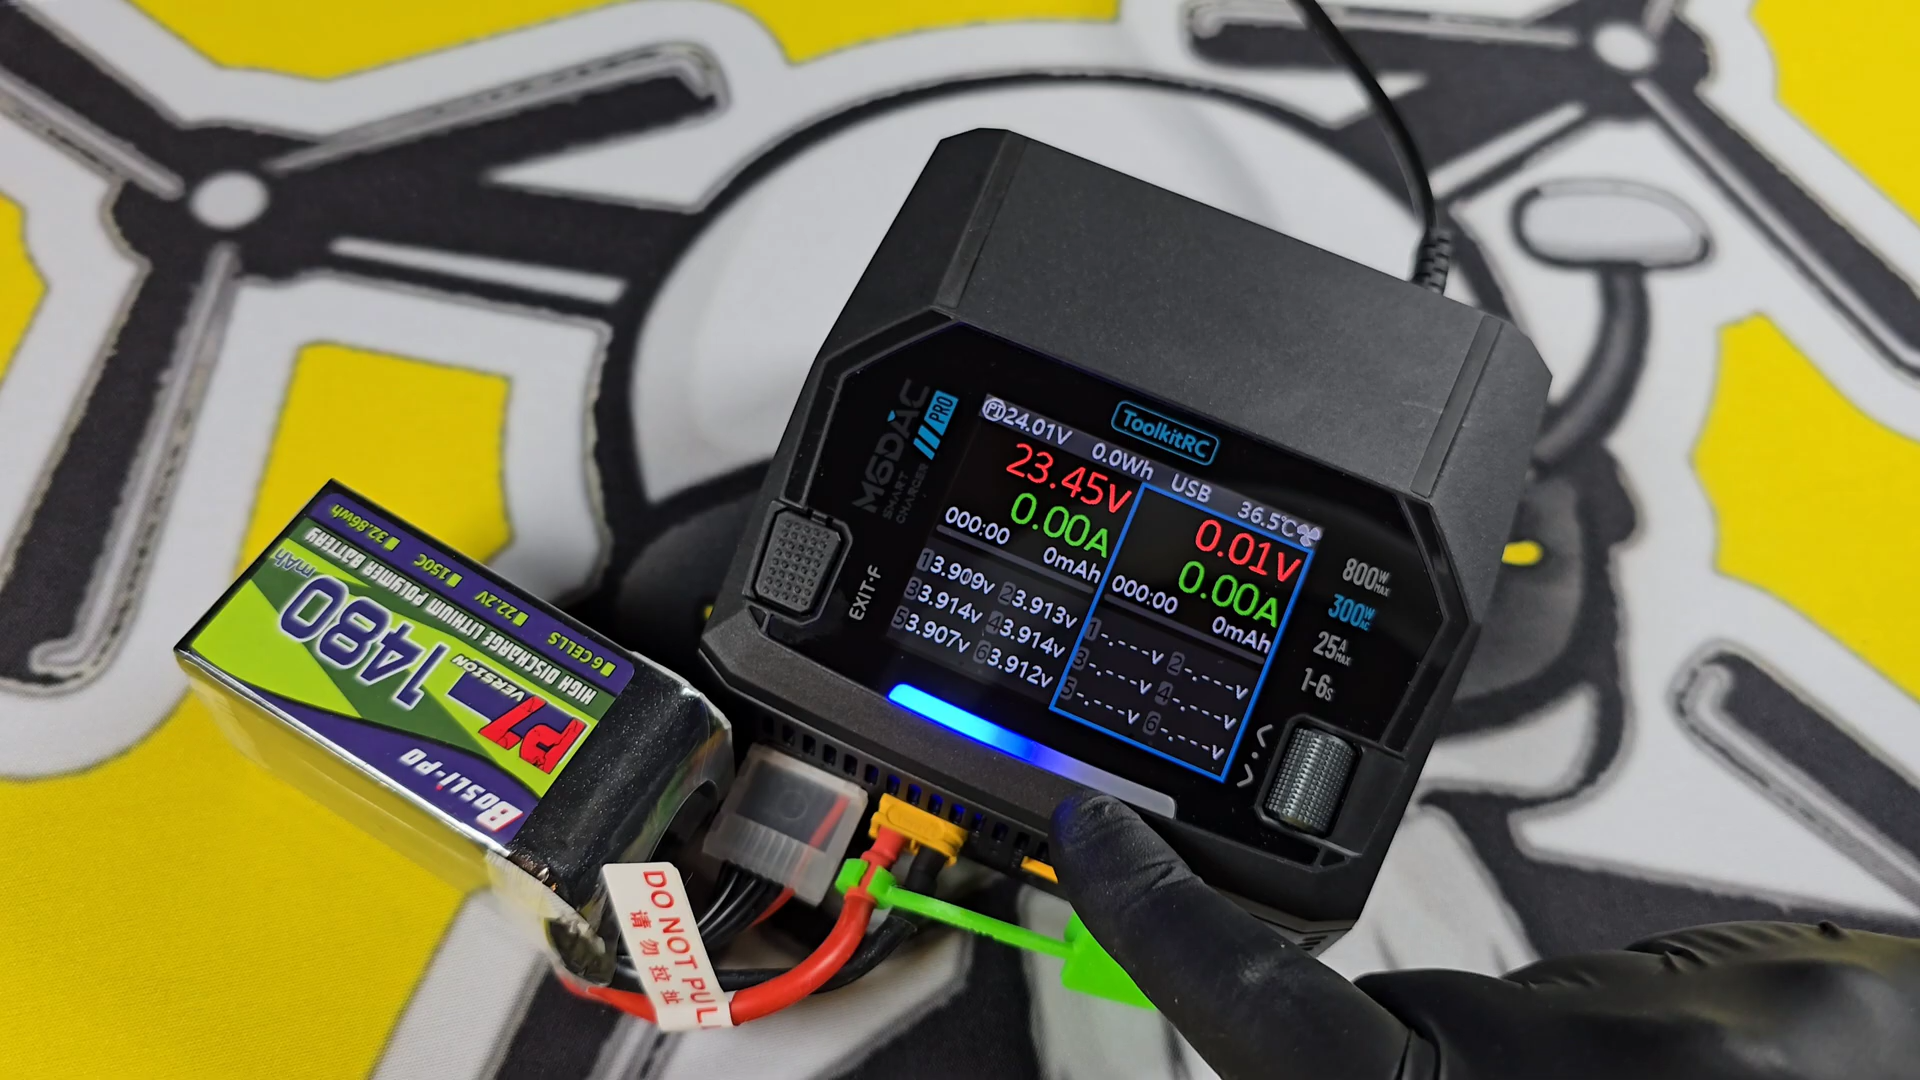 ToolkitRC
M6DAC
PRO
SMART
CHARGER
24.01V
0.0Wh
USB
36.5℃
23.45V
0.00A
000:00
0mAh
1 3.909v 2 3.913v
3 3.914v 4 3.914v
5 3.907v 6 3.912v
0.01V
0.00A
000:00
0mAh
1 -.---v 2 -.---v
3 -.---v 4 -.---v
5 -.---v 6 -.---v
EXIT·F
800W MAX
300W AC
25A MAX
1-6s
< · >
BOSLI-PO
P7
VERSION
1480
mAh
HIGH DISCHARGE LITHIUM POLYMER BATTERY
6CELLS 22.2V 150C 32.86wh
DO NOT PULL
请勿拉扯